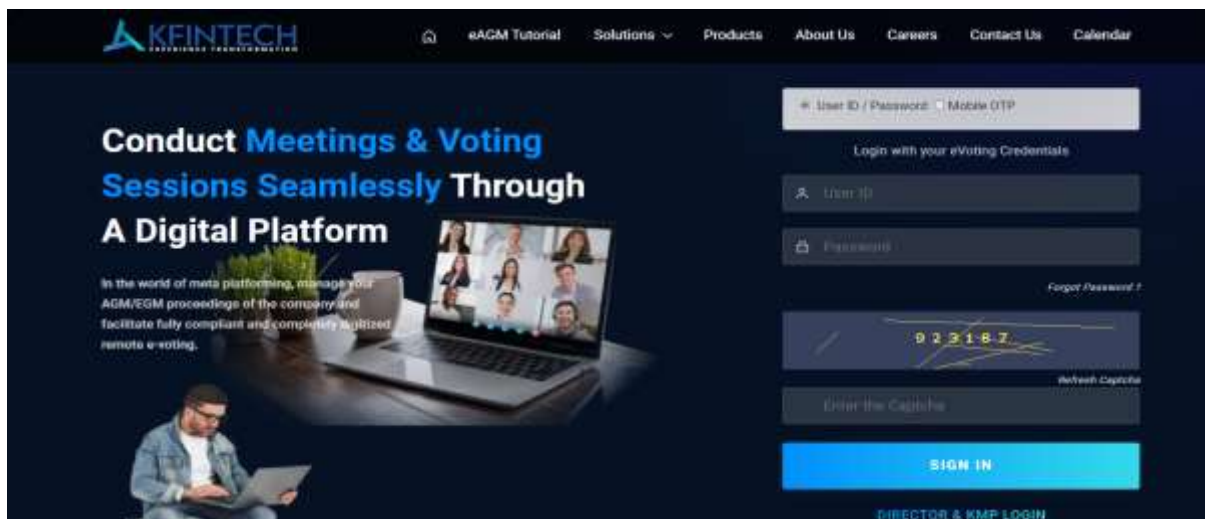 KFINTECH
EXPERIENCE TRANSFORMATION
eAGM Tutorial
Solutions
Products
About Us
Careers
Contact Us
Calendar
Conduct Meetings & Voting
Sessions Seamlessly Through
A Digital Platform
In the world of meta platforming, manage your
AGM/EGM proceedings of the company and
facilitate fully compliant and completely digitized
remote e-voting.
User ID / Password Mobile OTP
Login with your eVoting Credentials
User ID
Password
Forgot Password ?
Refresh Captcha
Enter the Captcha
SIGN IN
DIRECTOR & KMP LOGIN